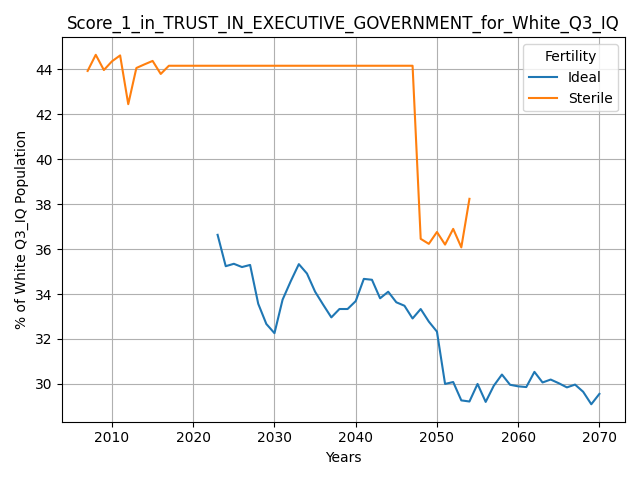 Score_1_in_TRUST_IN_EXECUTIVE_GOVERNMENT_for_White_Q3_IQ
Fertility
Ideal
Sterile
% of White Q3_IQ Population
44
42
40
38
36
34
32
30
2010
2020
2030
2040
2050
2060
2070
Years